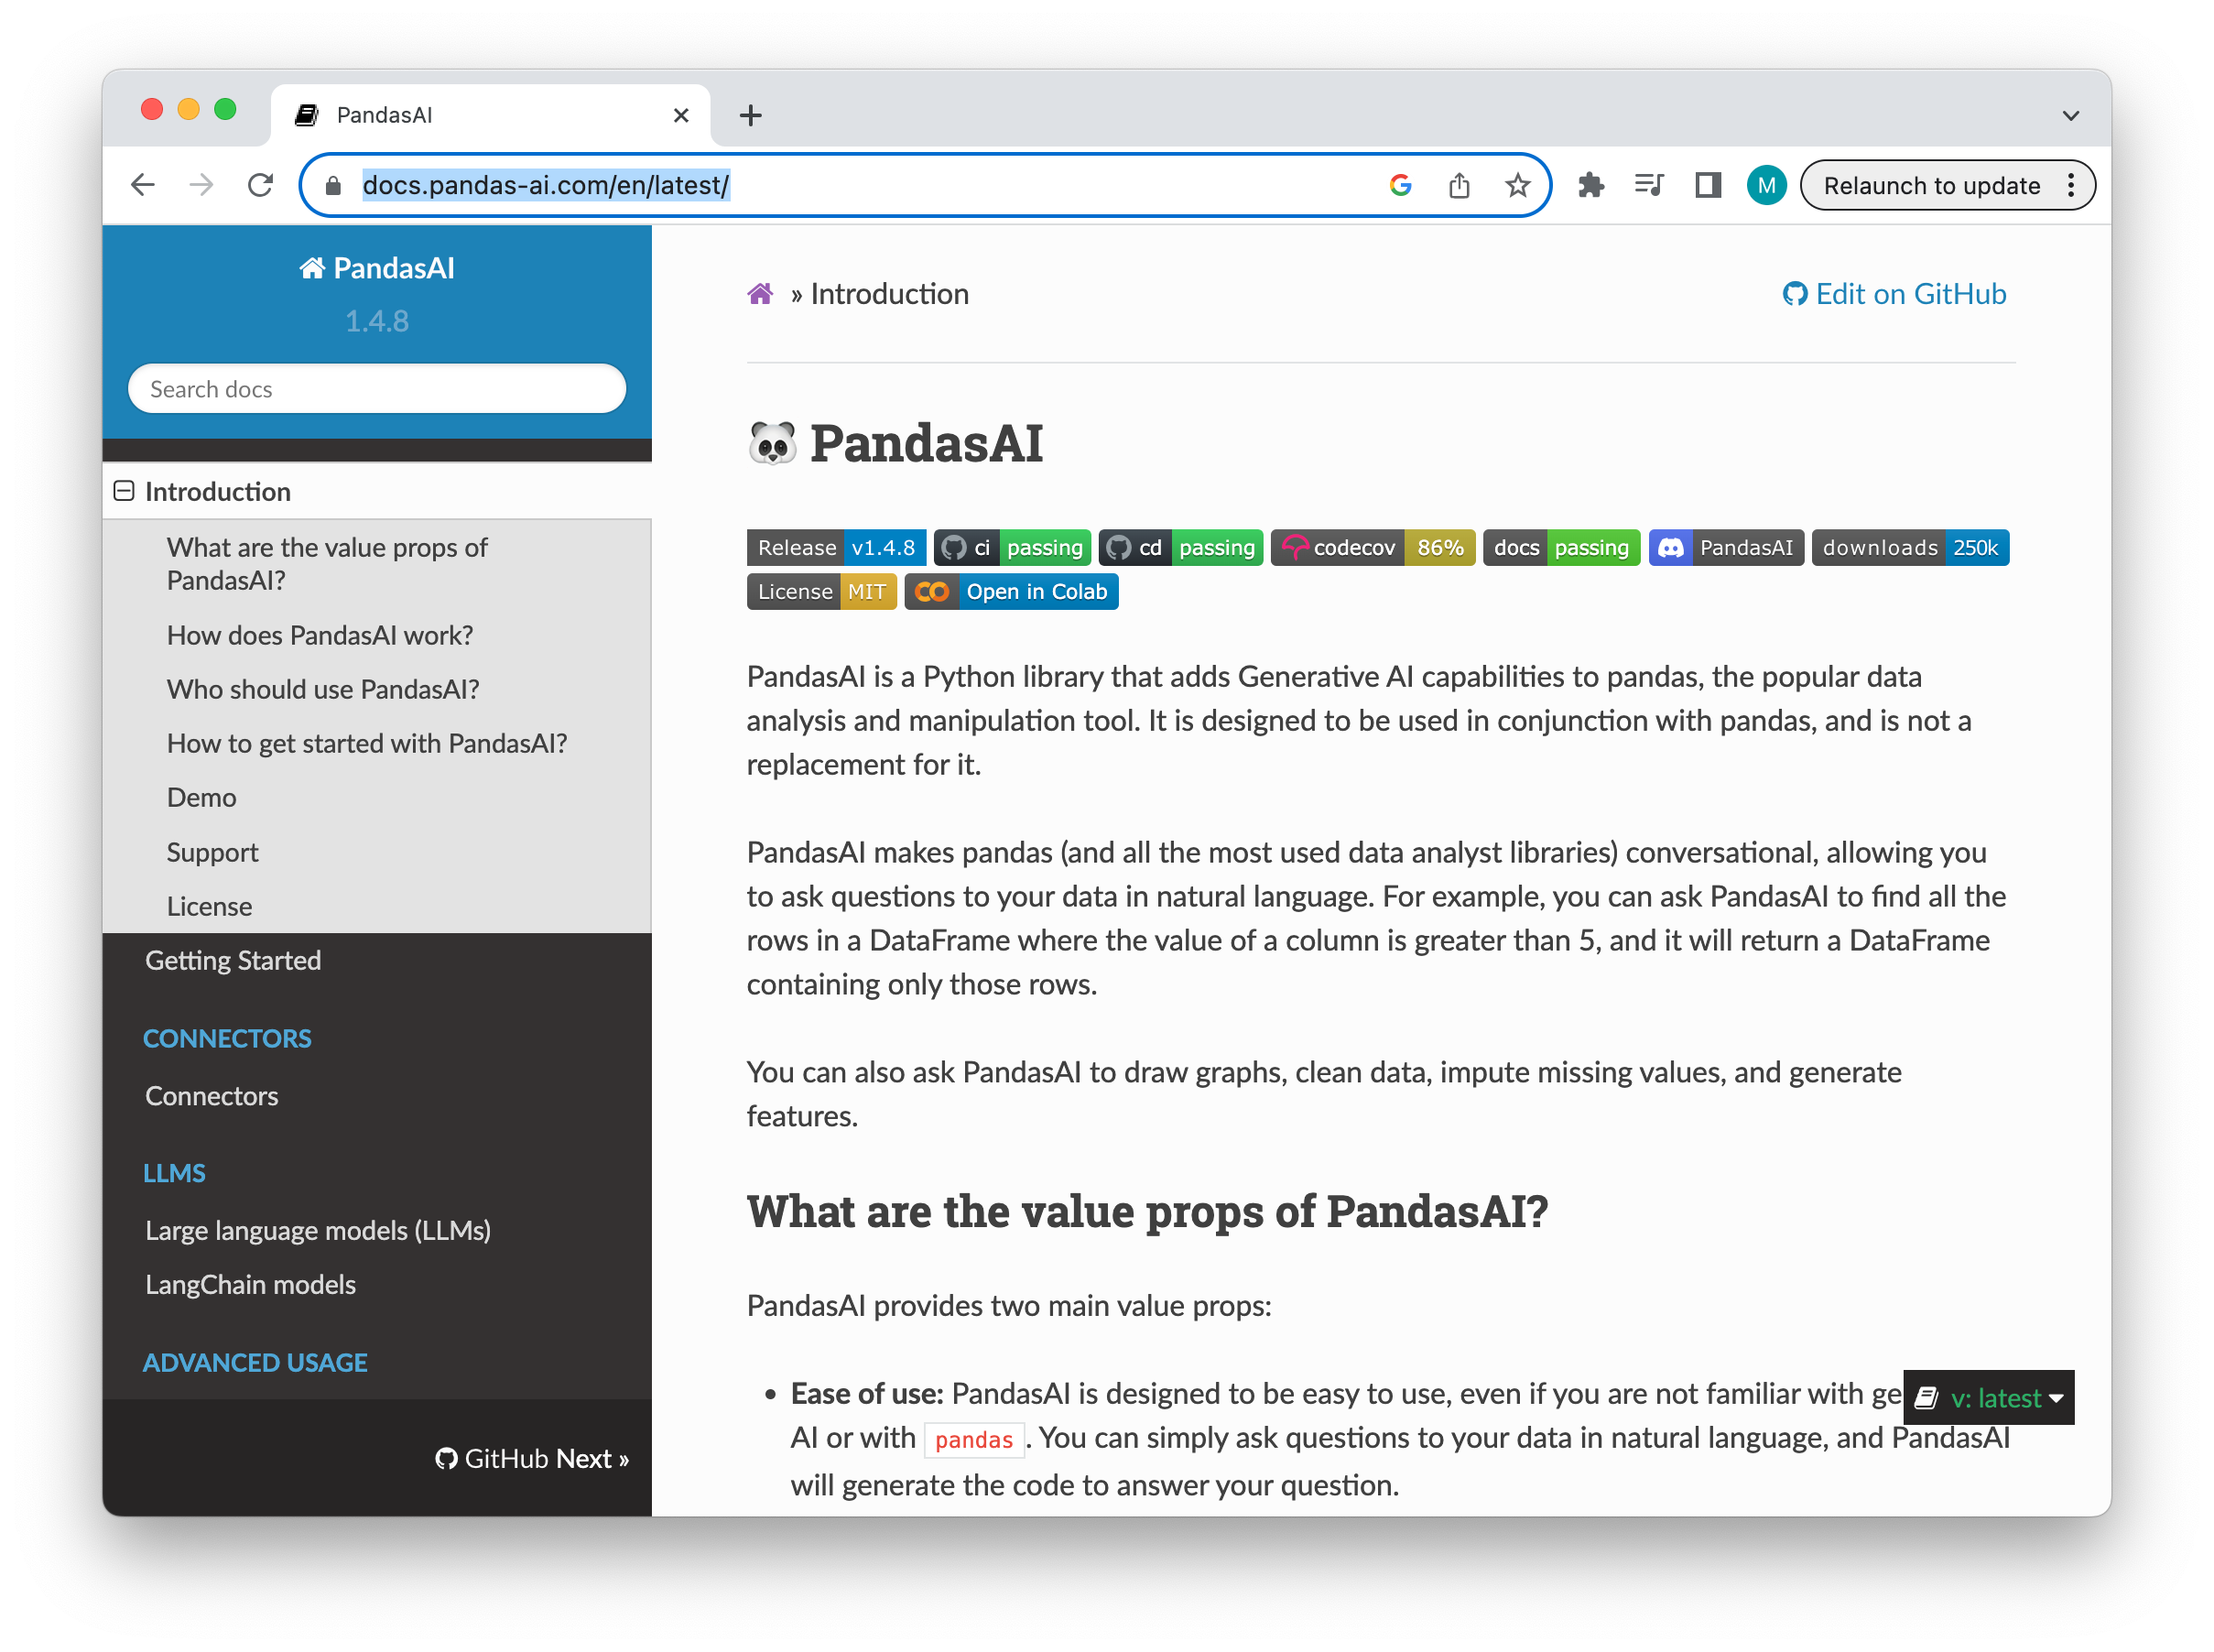 PandasAI
docs.pandas-ai.com/en/latest/
M
Relaunch to update
PandasAI
1.4.8
Search docs
Introduction
What are the value props of
PandasAI?
How does PandasAI work?
Who should use PandasAI?
How to get started with PandasAI?
Demo
Support
License
Getting Started
CONNECTORS
Connectors
LLMS
Large language models (LLMs)
LangChain models
ADVANCED USAGE
GitHub Next »
» Introduction
Edit on GitHub
🐼 PandasAI
Release v1.4.8 ci passing cd passing codecov 86% docs passing PandasAI downloads 250k
License MIT Open in Colab
PandasAI is a Python library that adds Generative AI capabilities to pandas, the popular data
analysis and manipulation tool. It is designed to be used in conjunction with pandas, and is not a
replacement for it.
PandasAI makes pandas (and all the most used data analyst libraries) conversational, allowing you
to ask questions to your data in natural language. For example, you can ask PandasAI to find all the
rows in a DataFrame where the value of a column is greater than 5, and it will return a DataFrame
containing only those rows.
You can also ask PandasAI to draw graphs, clean data, impute missing values, and generate
features.
What are the value props of PandasAI?
PandasAI provides two main value props:
• Ease of use: PandasAI is designed to be easy to use, even if you are not familiar with ge
AI or with pandas. You can simply ask questions to your data in natural language, and PandasAI
will generate the code to answer your question.
v: latest